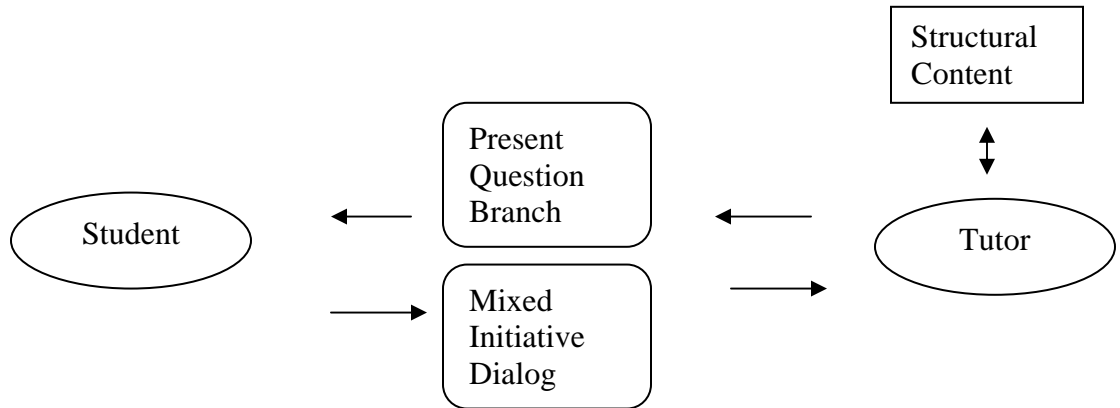 Structural
Content
Present
Question
Branch
Student
Tutor
Mixed
Initiative
Dialog